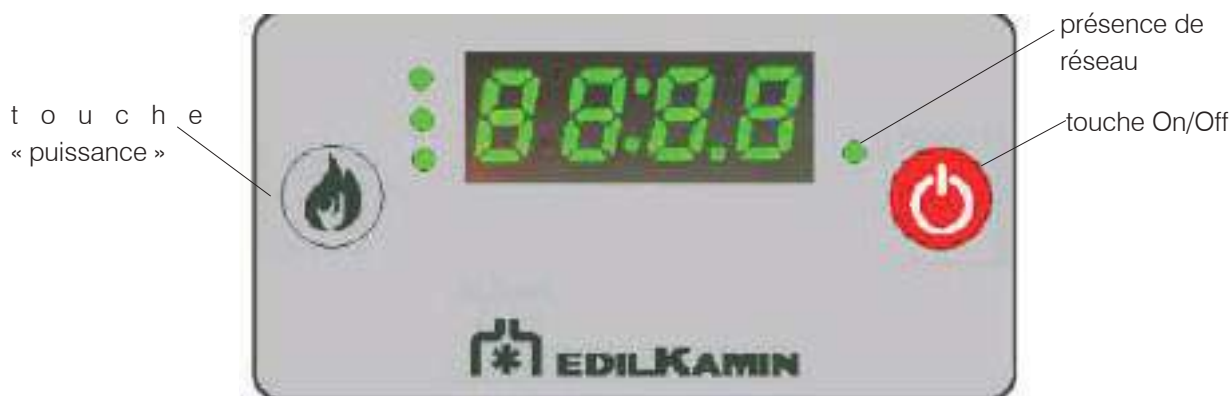 présence de
réseau
t o u c h e
« puissance »
touche On/Off
88:8.8
EDILKAMIN